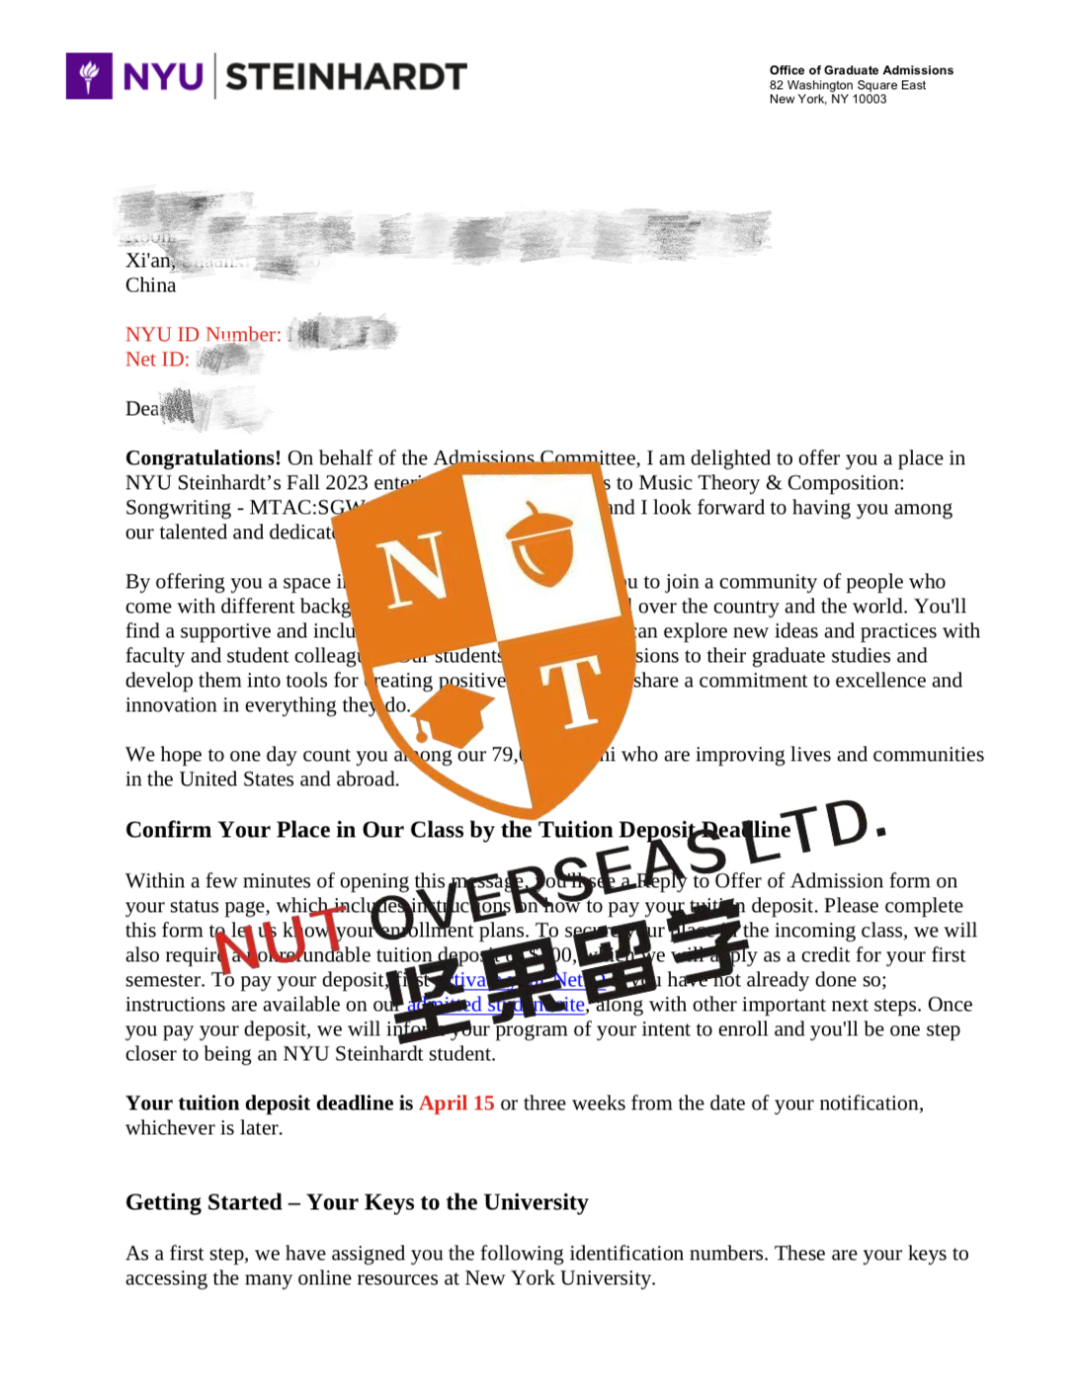 NYU STEINHARDT
Office of Graduate Admissions
82 Washington Square East
New York, NY 10003
Xi'an,
China
NYU ID Number:
Net ID:
Dear
Congratulations! On behalf of the Admissions Committee, I am delighted to offer you a place in
NYU Steinhardt's Fall 2023 to Music Theory & Composition:
Songwriting - and I look forward to having you among
our talented and
By offering you a space to join a community of people who
come with different over the country and the world. You'll
find a supportive and can explore new ideas and practices with
faculty and student students to their graduate studies and
develop them into tools for creating positive share a commitment to excellence and
innovation in everything they do.
We hope to one day count you among our who are improving lives and communities
in the United States and abroad.
N
T
Confirm Your Place in Our Class by the Tuition Deposit Deadline
NUT OVERSEAS LTD.
坚果留学
Within a few minutes of opening this message, you'll see a Reply to Offer of Admission form on
your status page, which includes instructions on how to pay your tuition deposit. Please complete
this form to let us know your enrollment plans. To secure your place in the incoming class, we will
also require a nonrefundable tuition deposit of we will apply as a credit for your first
semester. To pay your deposit, first you have not already done so;
instructions are available on our admitted student site, along with other important next steps. Once
you pay your deposit, we will inform your program of your intent to enroll and you'll be one step
closer to being an NYU Steinhardt student.
Your tuition deposit deadline is April 15 or three weeks from the date of your notification,
whichever is later.
Getting Started – Your Keys to the University
As a first step, we have assigned you the following identification numbers. These are your keys to
accessing the many online resources at New York University.